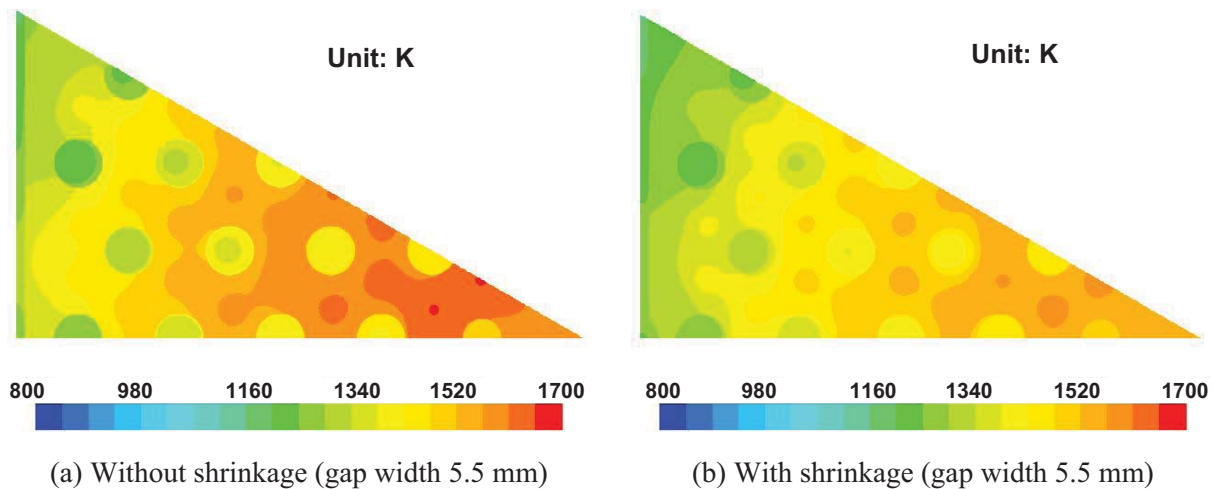 Unit: K
Unit: K
800 980 1160 1340 1520 1700
800 980 1160 1340 1520 1700
(a) Without shrinkage (gap width 5.5 mm)
(b) With shrinkage (gap width 5.5 mm)